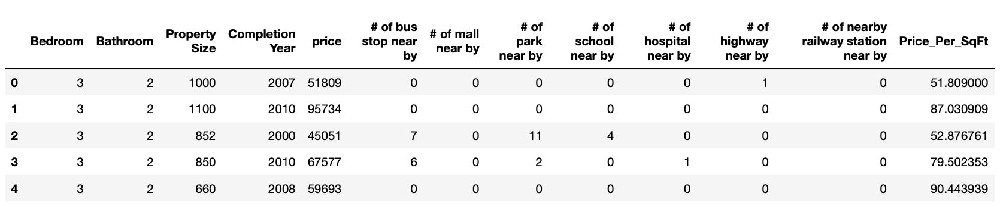 Bedroom Bathroom Property Size Completion Year price # of bus stop near by # of mall near by # of park near by # of school near by # of hospital near by # of highway near by # of nearby railway station near by Price_Per_SqFt
0 3 2 1000 2007 51809 0 0 0 0 0 1 0 51.809000
1 3 2 1100 2010 95734 0 0 0 0 0 0 0 87.030909
2 3 2 852 2000 45051 7 0 11 4 0 0 0 52.876761
3 3 2 850 2010 67577 6 0 2 0 1 0 0 79.502353
4 3 2 660 2008 59693 0 0 0 0 0 0 0 90.443939